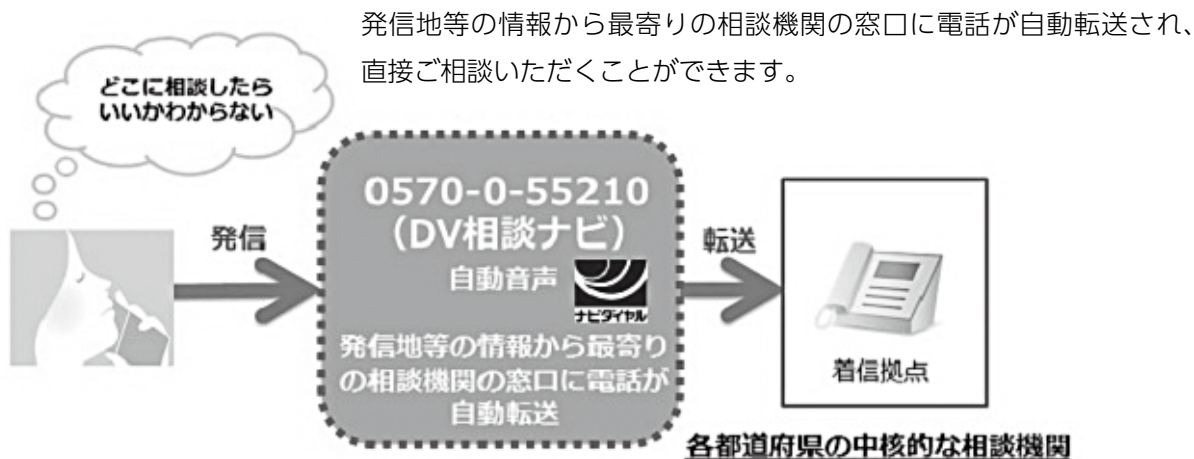 発信地等の情報から最寄りの相談機関の窓口に電話が自動転送され、
直接ご相談いただくことができます。
どこに相談したら
いいかわからない
発信
0570-0-55210
（DV相談ナビ）
自動音声
ナビダイヤル
発信地等の情報から最寄り
の相談機関の窓口に電話が
自動転送
転送
着信拠点
各都道府県の中核的な相談機関